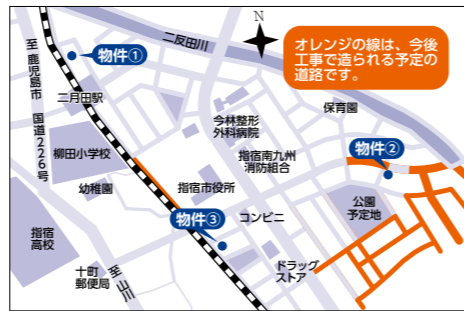 至 鹿児島市
国道226号
物件①
二反田川
N
オレンジの線は、今後
工事で造られる予定の
道路です。
二月田駅
保育園
今林整形
外科病院
柳田小学校
指宿南九州
消防組合
物件②
幼稚園
指宿市役所
公園
予定地
物件③
コンビニ
指宿
高校
十町
郵便局
至 山川
ドラッグ
ストア